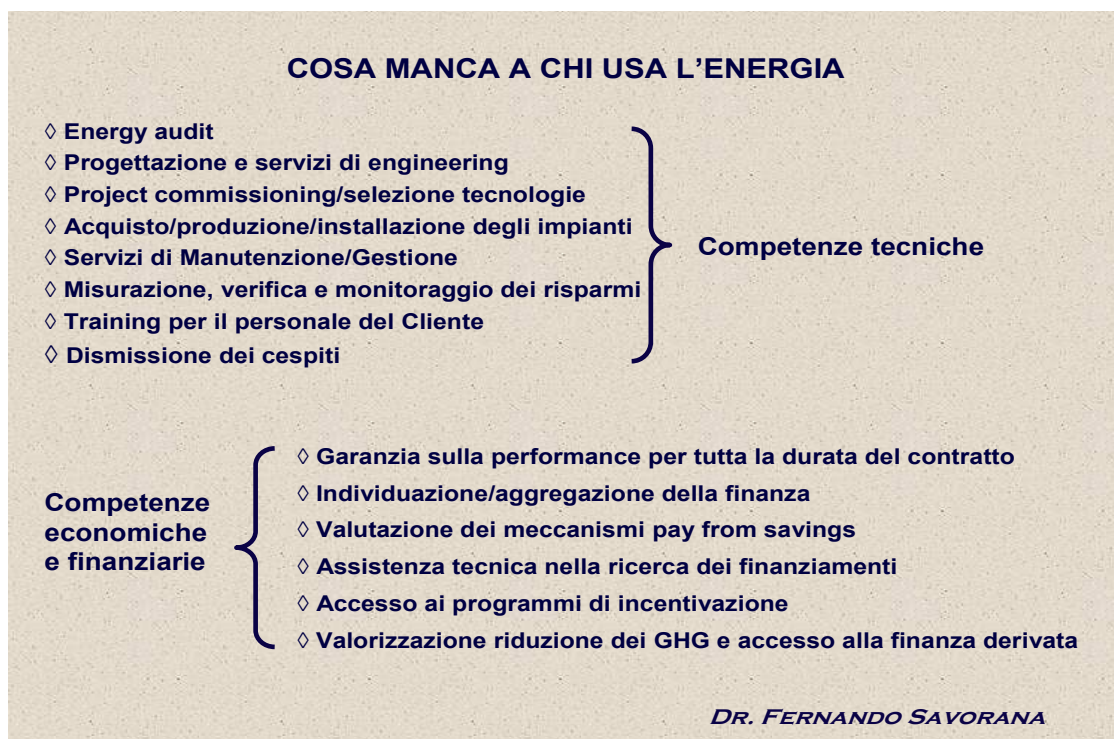 COSA MANCA A CHI USA L'ENERGIA
◊ Energy audit
◊ Progettazione e servizi di engineering
◊ Project commissioning/selezione tecnologie
◊ Acquisto/produzione/installazione degli impianti
◊ Servizi di Manutenzione/Gestione
◊ Misurazione, verifica e monitoraggio dei risparmi
◊ Training per il personale del Cliente
◊ Dismissione dei cespiti
Competenze tecniche
Competenze
economiche
e finanziarie
◊ Garanzia sulla performance per tutta la durata del contratto
◊ Individuazione/aggregazione della finanza
◊ Valutazione dei meccanismi pay from savings
◊ Assistenza tecnica nella ricerca dei finanziamenti
◊ Accesso ai programmi di incentivazione
◊ Valorizzazione riduzione dei GHG e accesso alla finanza derivata
DR. FERNANDO SAVORANA